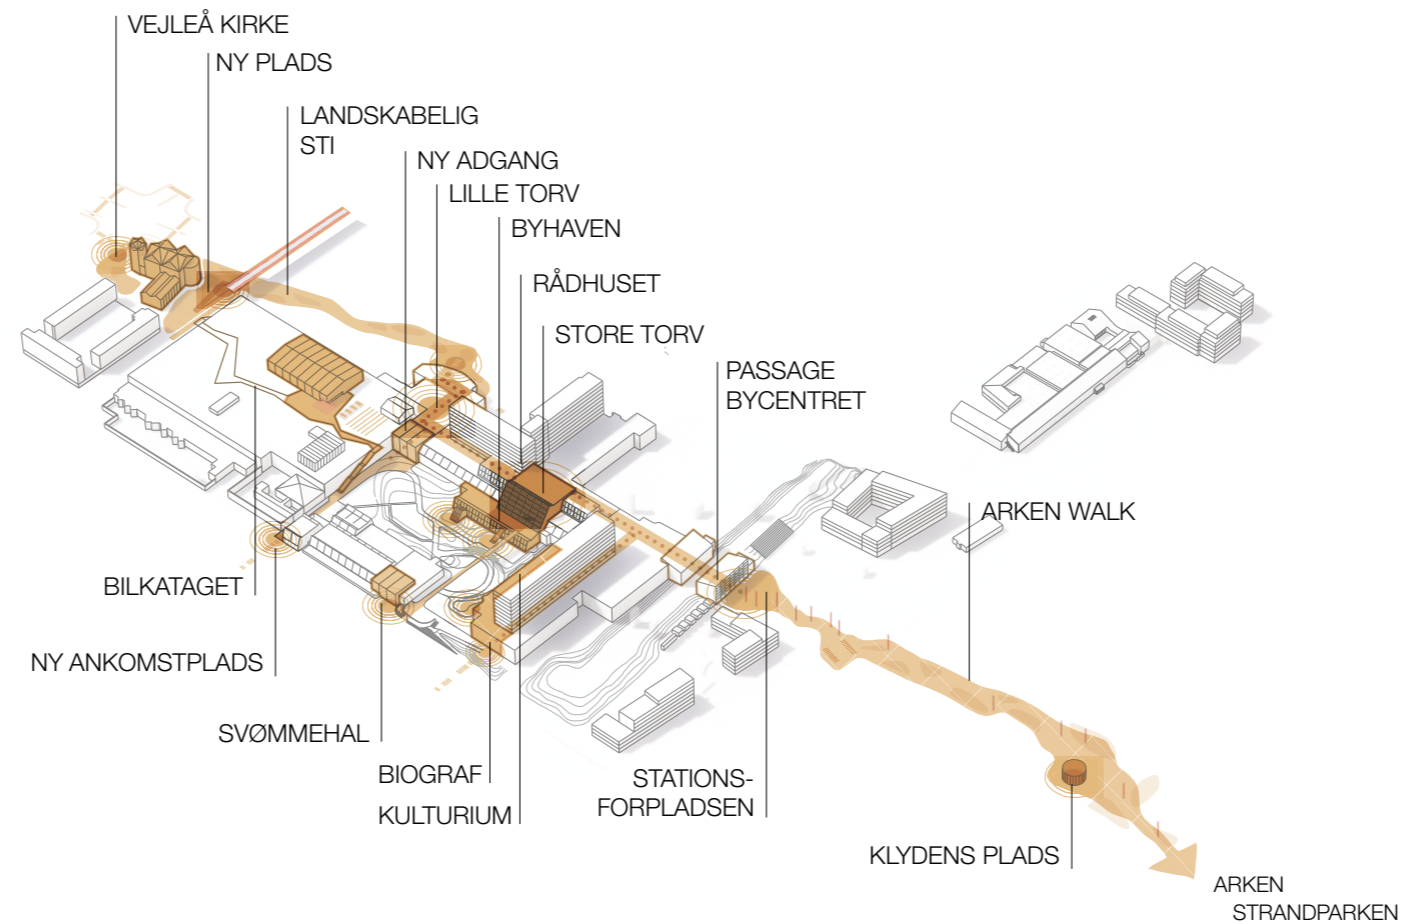 VEJLEÅ KIRKE
NY PLADS
LANDSKABELIG
STI
NY ADGANG
LILLE TORV
BYHAVEN
RÅDHUSET
STORE TORV
PASSAGE
BYCENTRET
ARKEN WALK
BILKATAGET
NY ANKOMSTPLADS
SVØMMEHAL
BIOGRAF
KULTURIUM
STATIONS-
FORPLADSEN
KLYDENS PLADS
ARKEN
STRANDPARKEN